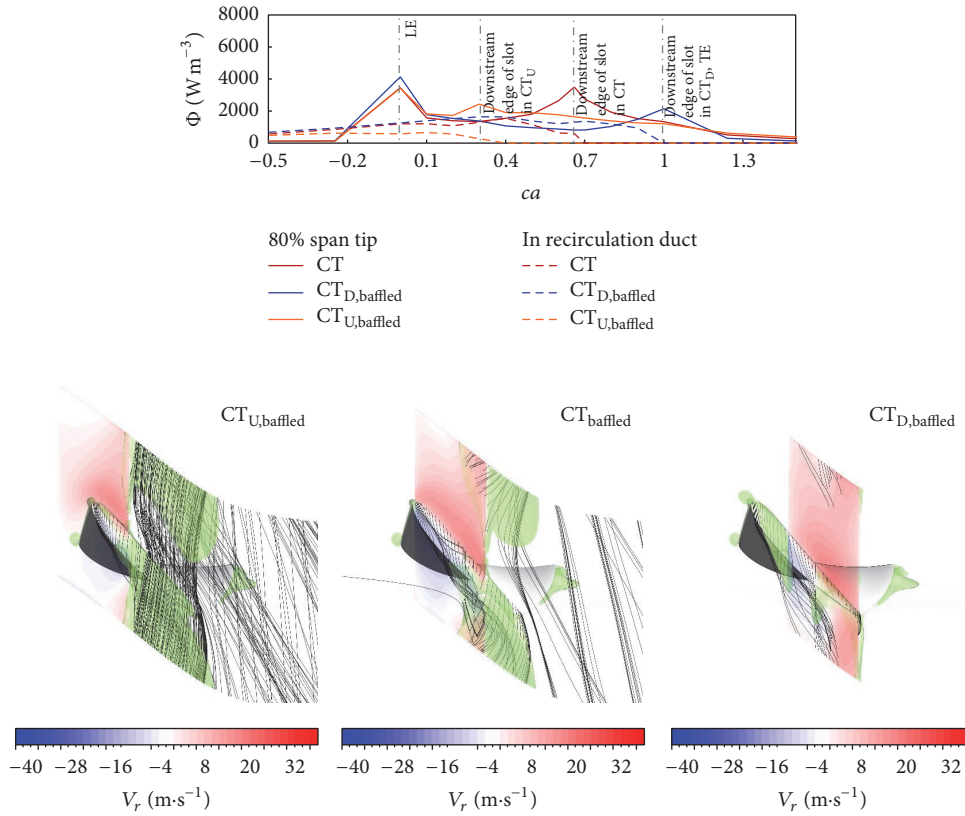 8000
6000
4000
2000
0
Φ (W m⁻³)
LE
Downstream
edge of slot
in CT_U
Downstream
edge of slot
in CT
Downstream
edge of slot
in CT_D, TE
−0.5
−0.2
0.1
0.4
0.7
1
1.3
ca
80% span tip
CT
CT_D,baffled
CT_U,baffled
In recirculation duct
CT
CT_D,baffled
CT_U,baffled
CT_U,baffled
CT_baffled
CT_D,baffled
−40 −28 −16 −4 8 20 32
V_r (m·s⁻¹)
−40 −28 −16 −4 8 20 32
V_r (m·s⁻¹)
−40 −28 −16 −4 8 20 32
V_r (m·s⁻¹)